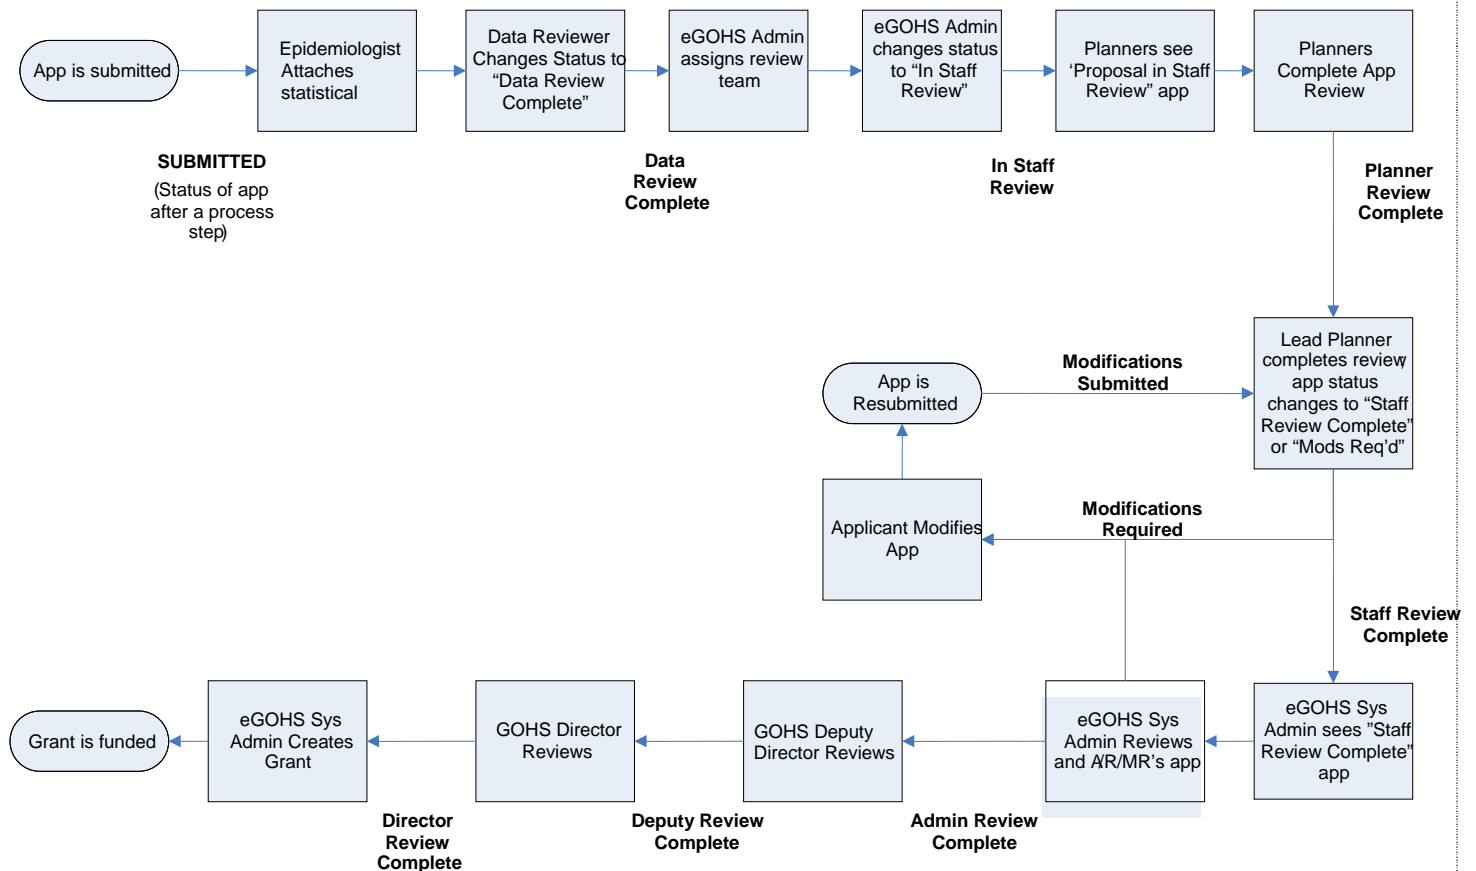 App is submitted
Epidemiologist
Attaches
statistical
Data Reviewer
Changes Status to
“Data Review
Complete”
eGOHS Admin
assigns review
team
eGOHS Admin
changes status
to “In Staff
Review”
Planners see
‘Proposal in Staff
Review” app
Planners
Complete App
Review
SUBMITTED
(Status of app
after a process
step)
Data
Review
Complete
In Staff
Review
Planner
Review
Complete
App is
Resubmitted
Modifications
Submitted
Lead Planner
completes review,
app status
changes to “Staff
Review Complete”
or “Mods Req’d”
Applicant Modifies
App
Modifications
Required
Staff Review
Complete
Grant is funded
eGOHS Sys
Admin Creates
Grant
GOHS Director
Reviews
GOHS Deputy
Director Reviews
eGOHS Sys
Admin Reviews
and A/R/MR’s app
eGOHS Sys
Admin sees ”Staff
Review Complete”
app
Director
Review
Complete
Deputy Review
Complete
Admin Review
Complete